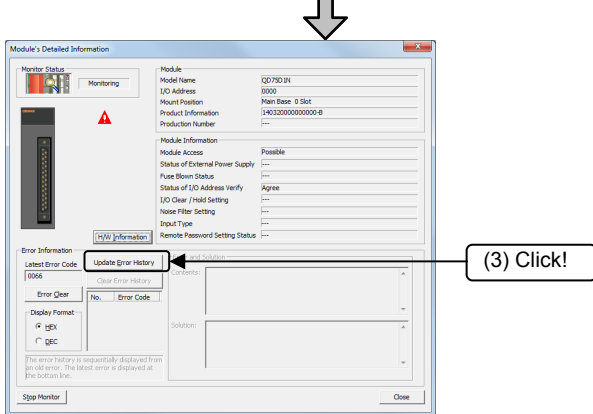 Module's Detailed Information
Monitor Status
Monitoring
H/W Information
Module
Model Name QD75D1N
I/O Address 0000
Mount Position Main Base 0 Slot
Product Information 140320000000000-B
Production Number ---
Module Information
Module Access Possible
Status of External Power Supply ---
Fuse Blown Status ---
Status of I/O Address Verify Agree
I/O Clear / Hold Setting ---
Noise Filter Setting ---
Input Type ---
Remote Password Setting Status ---
Error Information
Latest Error Code
0066
Error Clear
Display Format
HEX
DEC
Update Error History
Clear Error History
No. Error Code
The error history is sequentially displayed from
an old error. The latest error is displayed at
the bottom line.
and Solution
Contents:
Solution:
(3) Click!
Stop Monitor
Close